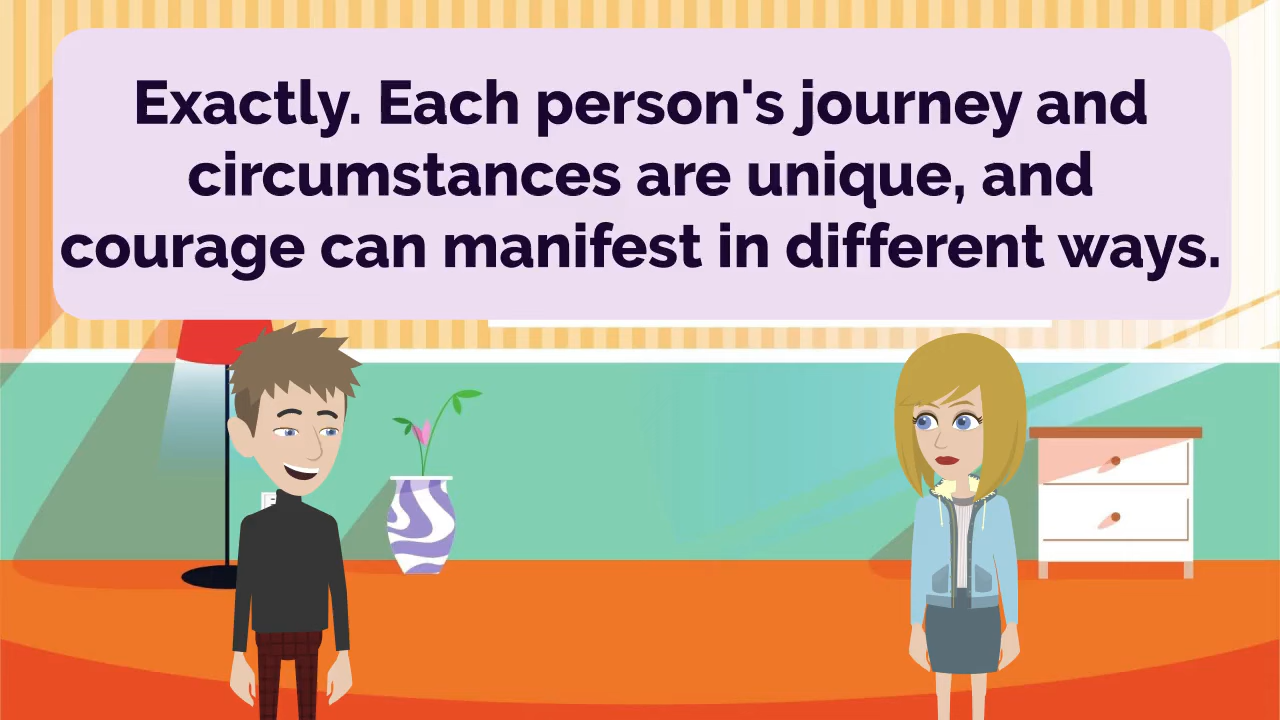 Exactly. Each person's journey and
circumstances are unique, and
courage can manifest in different ways.